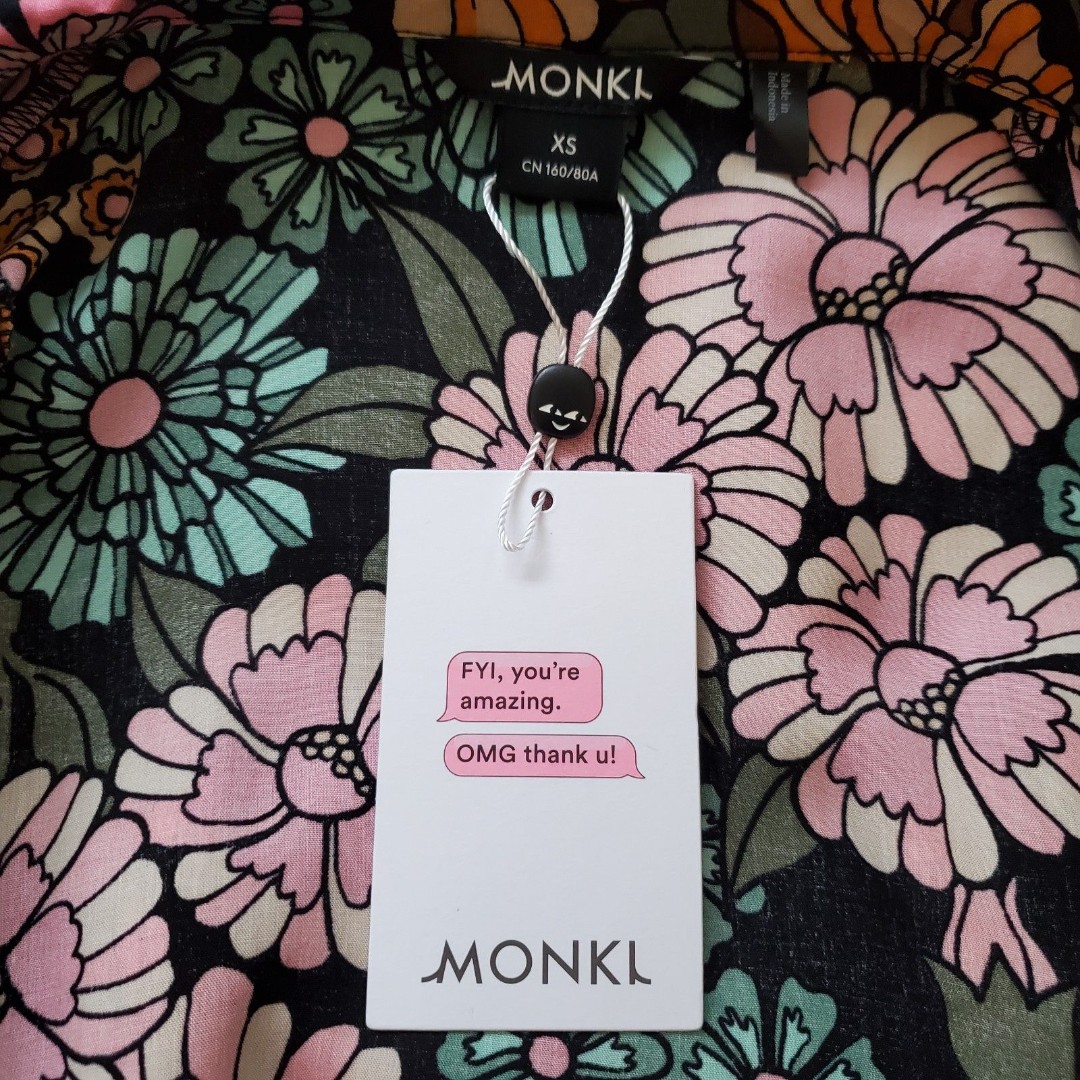 MONKI
XS
CN 160/80A
Made in
Indonesia
FYI, you're
amazing.
OMG thank u!
MONKI